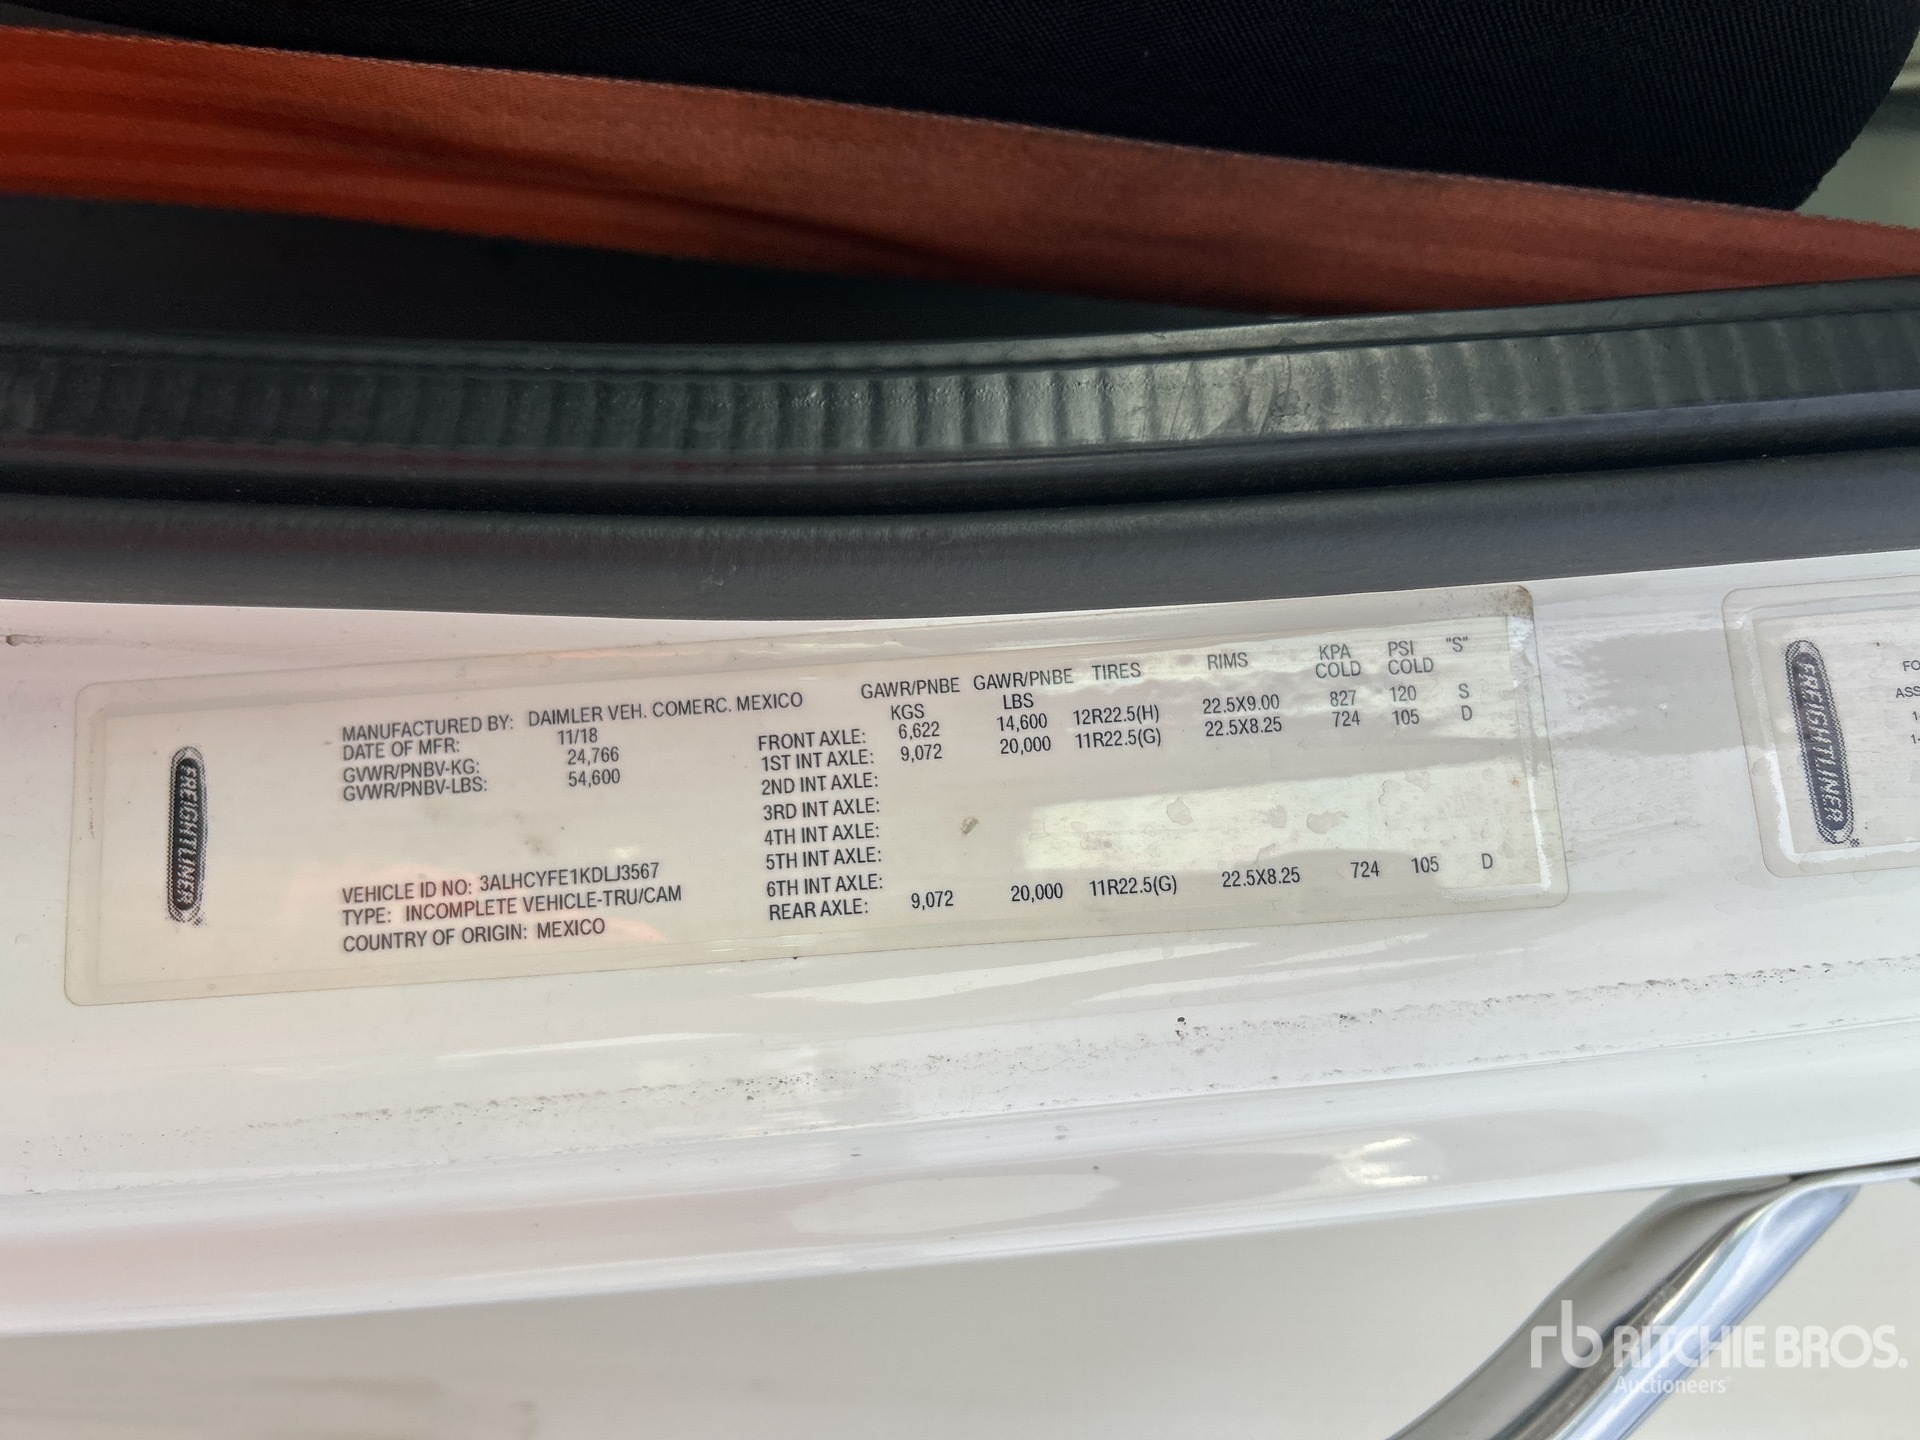 FREIGHTLINER
MANUFACTURED BY: DAIMLER VEH. COMERC. MEXICO
DATE OF MFR: 11/18
GVWR/PNBV-KG: 24,766
GVWR/PNBV-LBS: 54,600
VEHICLE ID NO: 3ALHCYFE1KDLJ3567
TYPE: INCOMPLETE VEHICLE-TRU/CAM
COUNTRY OF ORIGIN: MEXICO
GAWR/PNBE KGS GAWR/PNBE LBS TIRES RIMS KPA COLD PSI COLD "S"
FRONT AXLE: 6,622 14,600 12R22.5(H) 22.5X9.00 827 120 S
1ST INT AXLE: 9,072 20,000 11R22.5(G) 22.5X8.25 724 105 D
2ND INT AXLE:
3RD INT AXLE:
4TH INT AXLE:
5TH INT AXLE:
6TH INT AXLE:
REAR AXLE: 9,072 20,000 11R22.5(G) 22.5X8.25 724 105 D
FREIGHTLINER
FO
ASS
1-
rb RITCHIE BROS.
Auctioneers